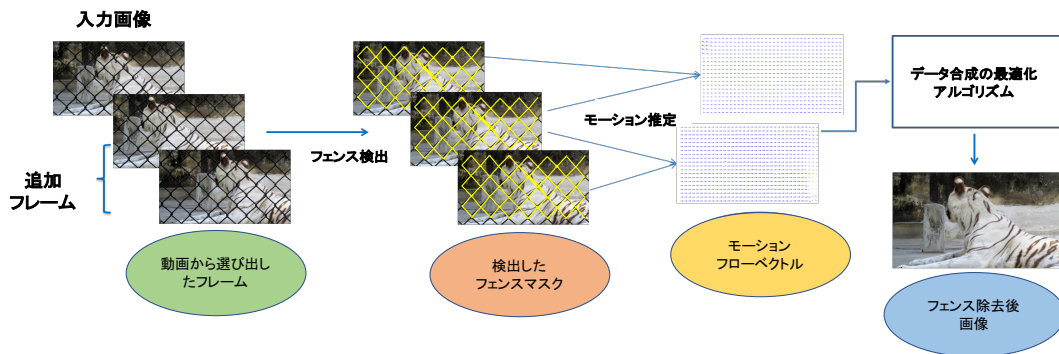 入力画像
追加
フレーム
フェンス検出
モーション推定
データ合成の最適化
アルゴリズム
動画から選び出し
たフレーム
検出した
フェンスマスク
モーション
フローベクトル
フェンス除去後
画像